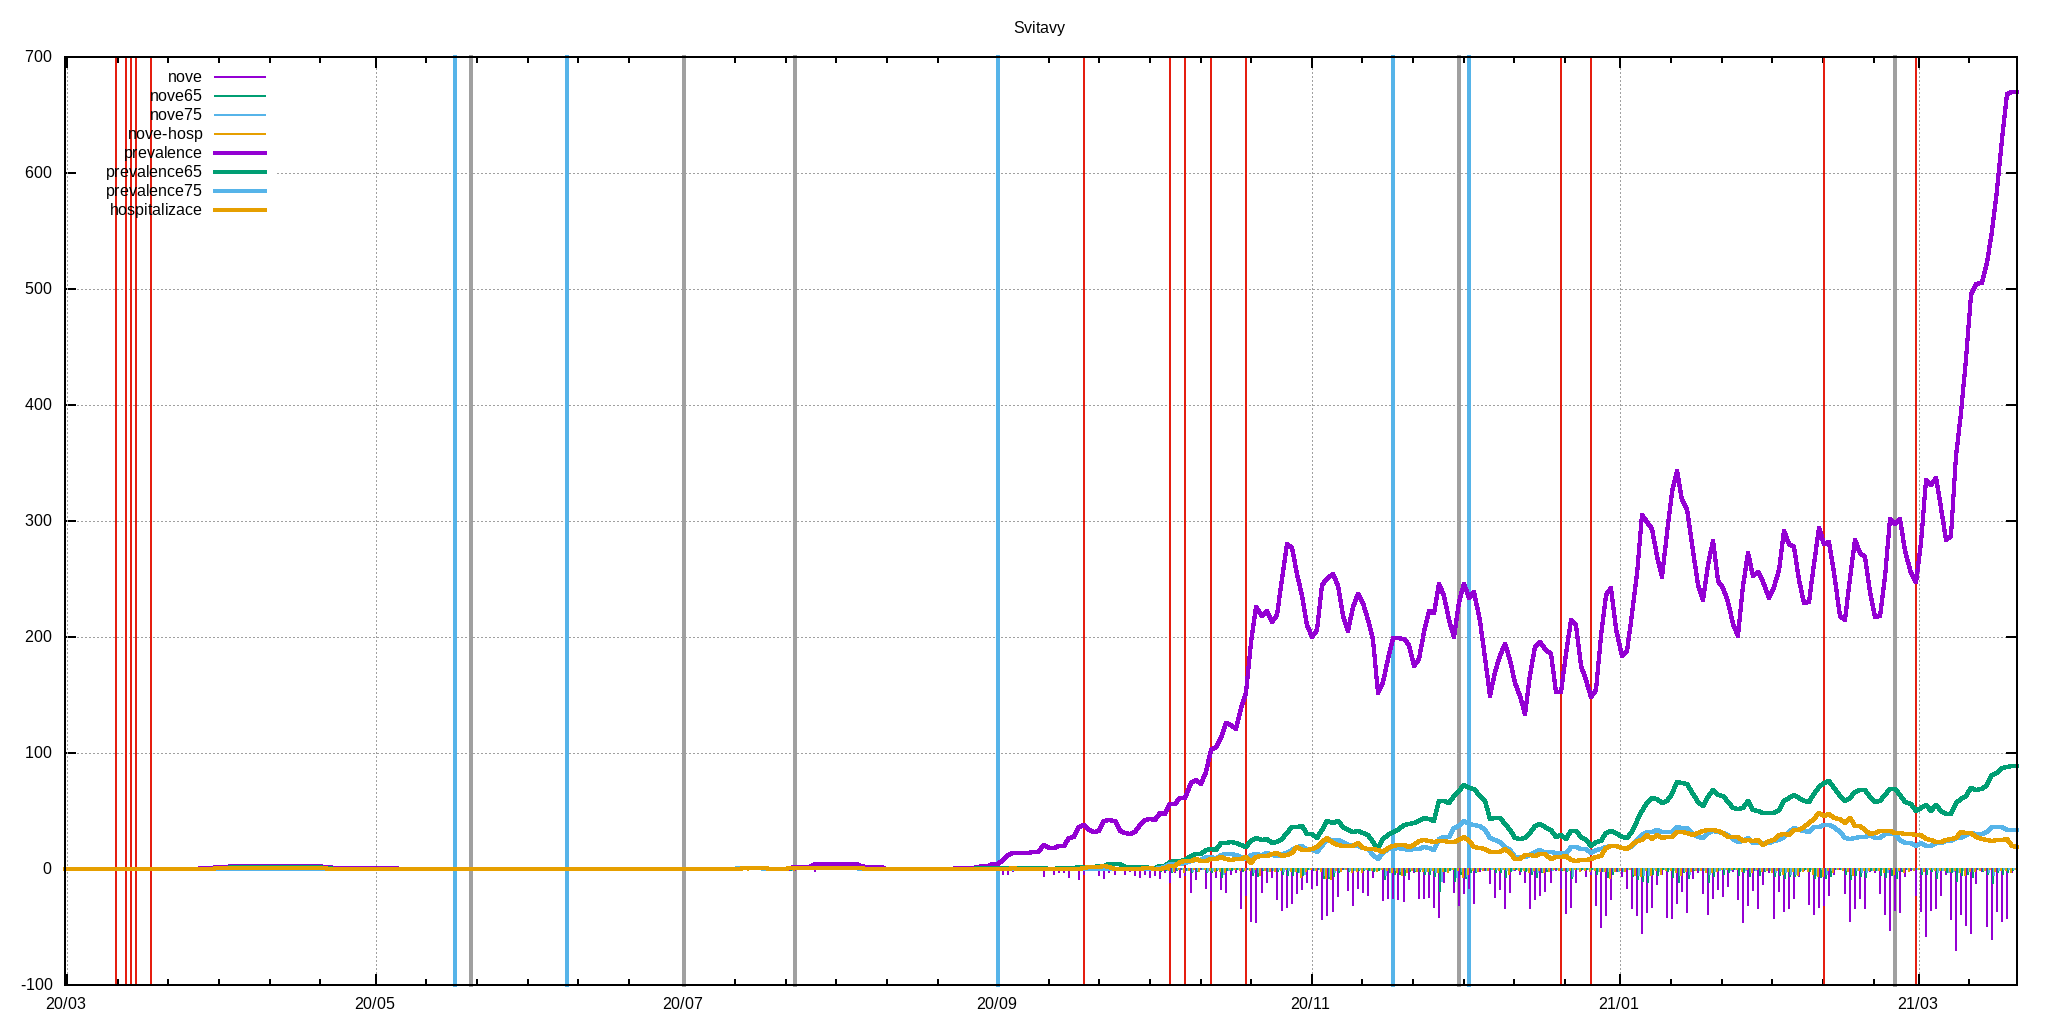 Svitavy
700
600
500
400
300
200
100
0
-100
nove
nove65
nove75
nove-hosp
prevalence
prevalence65
prevalence75
hospitalizace
20/03 20/05 20/07 20/09 20/11 21/01 21/03